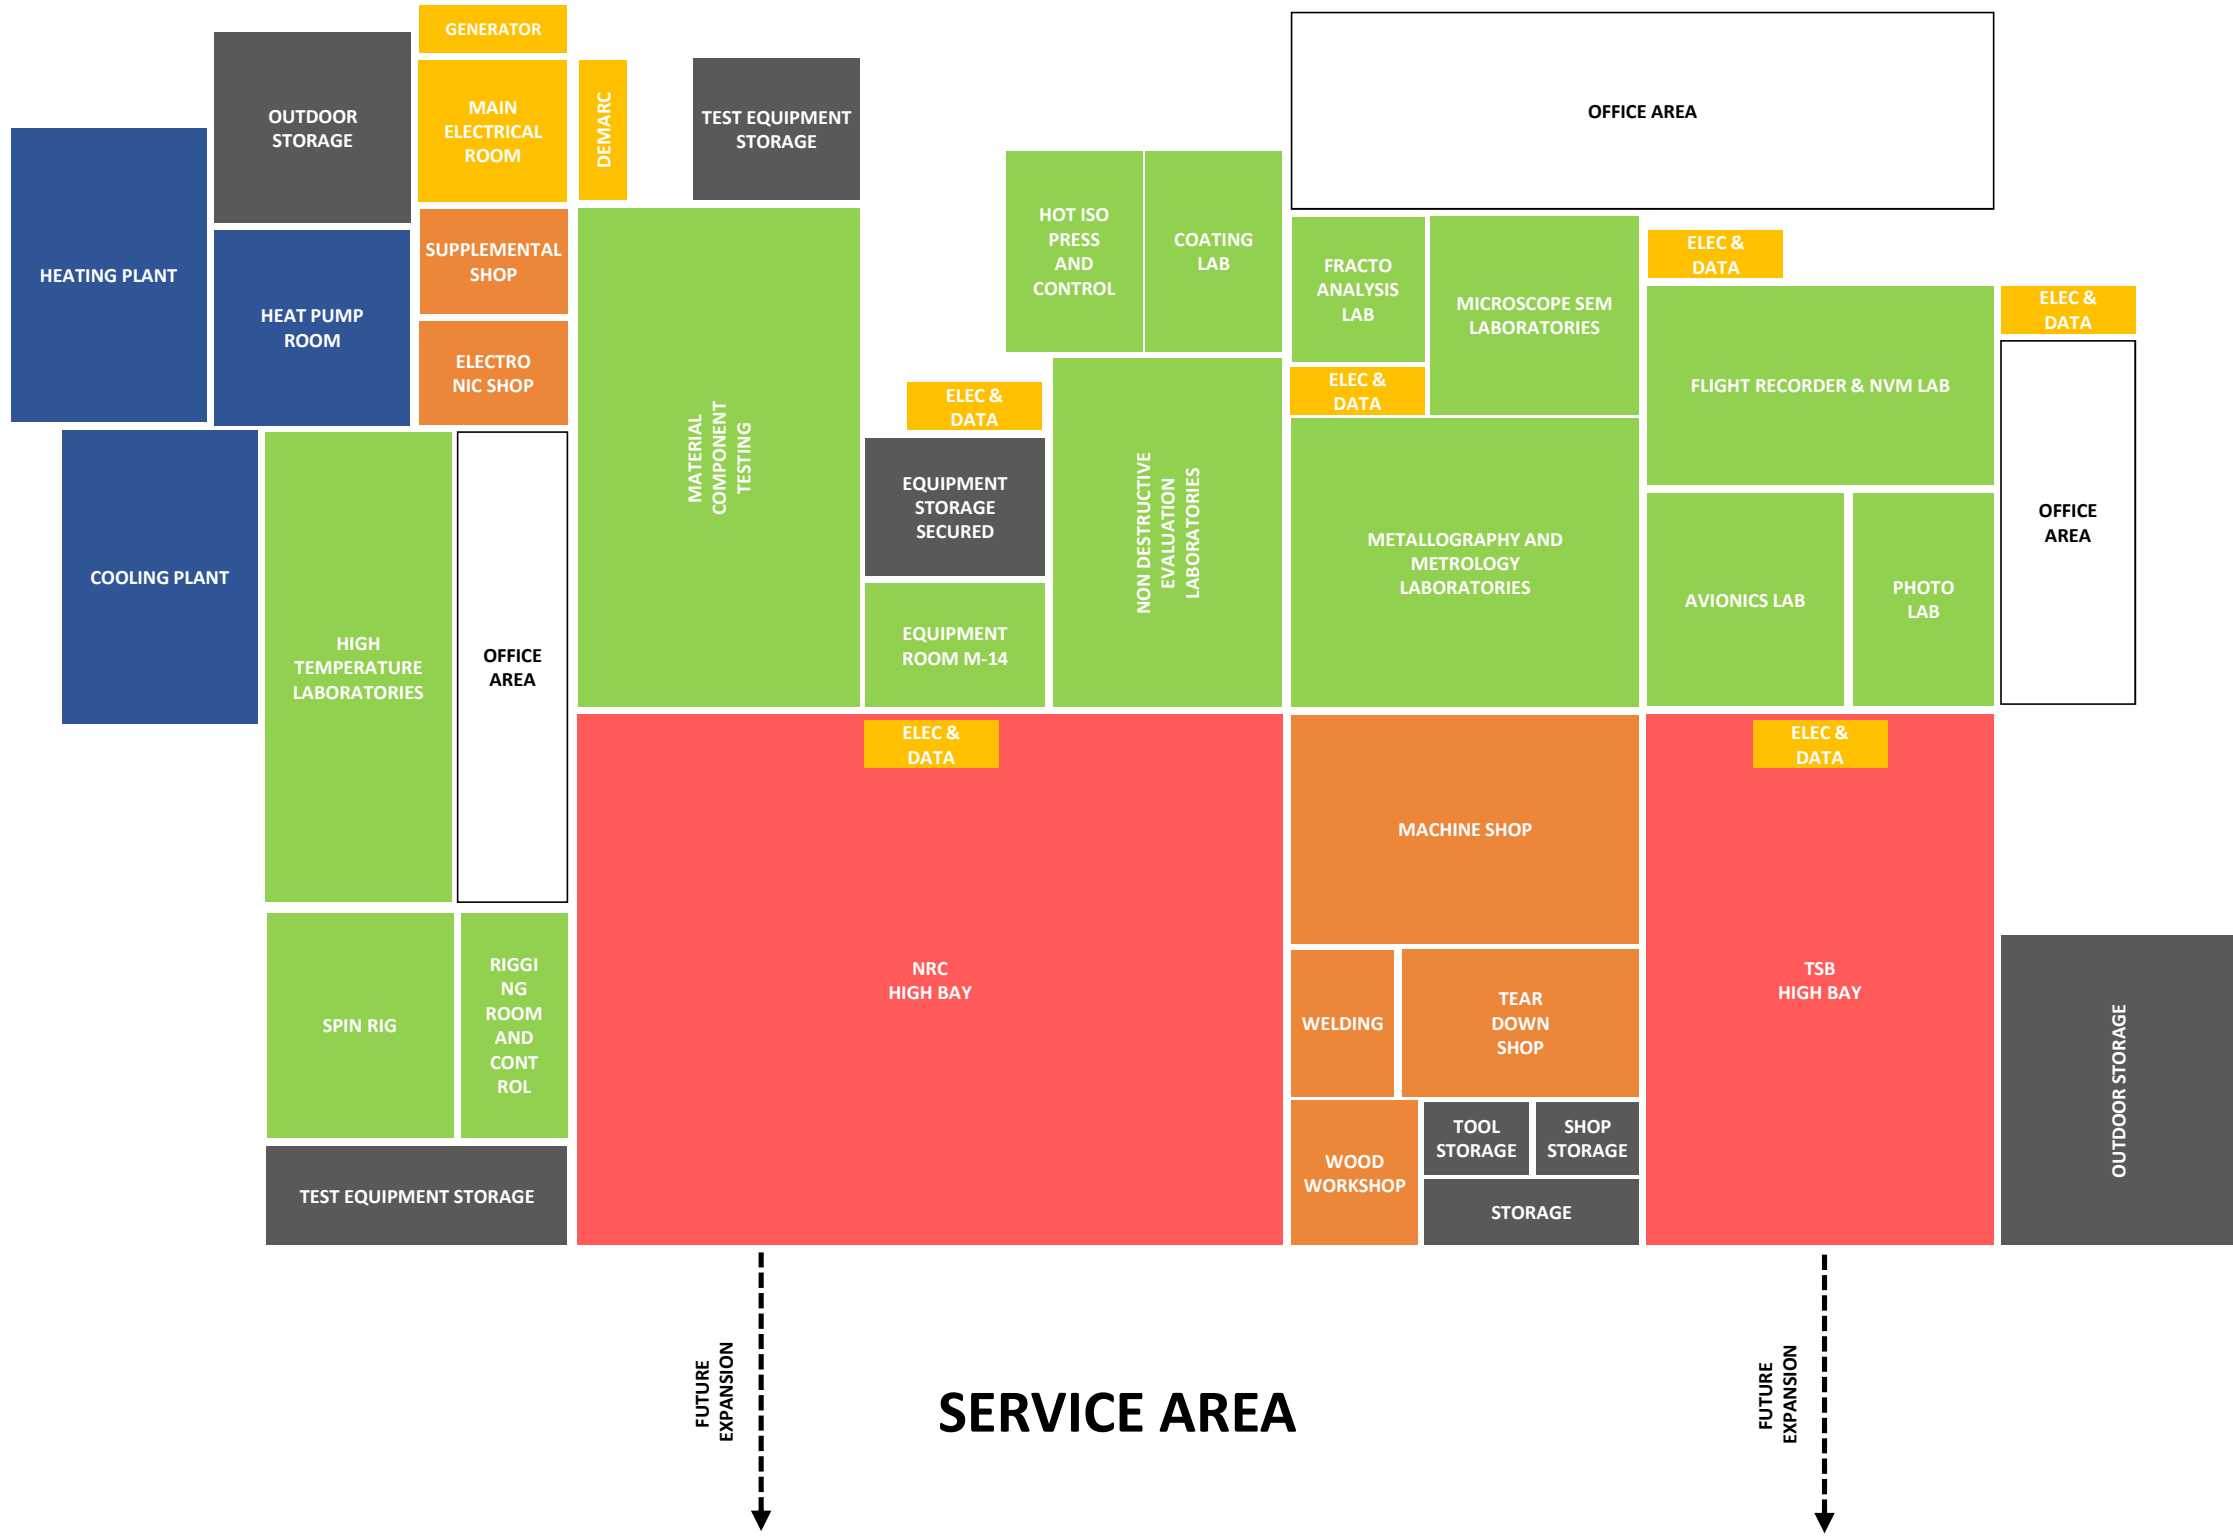 GENERATOR
OUTDOOR
STORAGE
MAIN
ELECTRICAL
ROOM
DEMARC
TEST EQUIPMENT
STORAGE
OFFICE AREA
HEATING PLANT
HEAT PUMP
ROOM
SUPPLEMENTAL
SHOP
ELECTRO
NIC SHOP
HOT ISO
PRESS
AND
CONTROL
COATING
LAB
FRACTO
ANALYSIS
LAB
MICROSCOPE SEM
LABORATORIES
ELEC &
DATA
ELEC &
DATA
FLIGHT RECORDER & NVM LAB
ELEC &
DATA
ELEC &
DATA
MATERIAL
COMPONENT
TESTING
EQUIPMENT
STORAGE
SECURED
NON DESTRUCTIVE
EVALUATION
LABORATORIES
METALLOGRAPHY AND
METROLOGY
LABORATORIES
OFFICE
AREA
COOLING PLANT
HIGH
TEMPERATURE
LABORATORIES
OFFICE
AREA
EQUIPMENT
ROOM M-14
AVIONICS LAB
PHOTO
LAB
ELEC &
DATA
ELEC &
DATA
MACHINE SHOP
NRC
HIGH BAY
TSB
HIGH BAY
SPIN RIG
RIGGI
NG
ROOM
AND
CONT
ROL
WELDING
TEAR
DOWN
SHOP
OUTDOOR STORAGE
TEST EQUIPMENT STORAGE
WOOD
WORKSHOP
TOOL
STORAGE
SHOP
STORAGE
STORAGE
FUTURE
EXPANSION
SERVICE AREA
FUTURE
EXPANSION